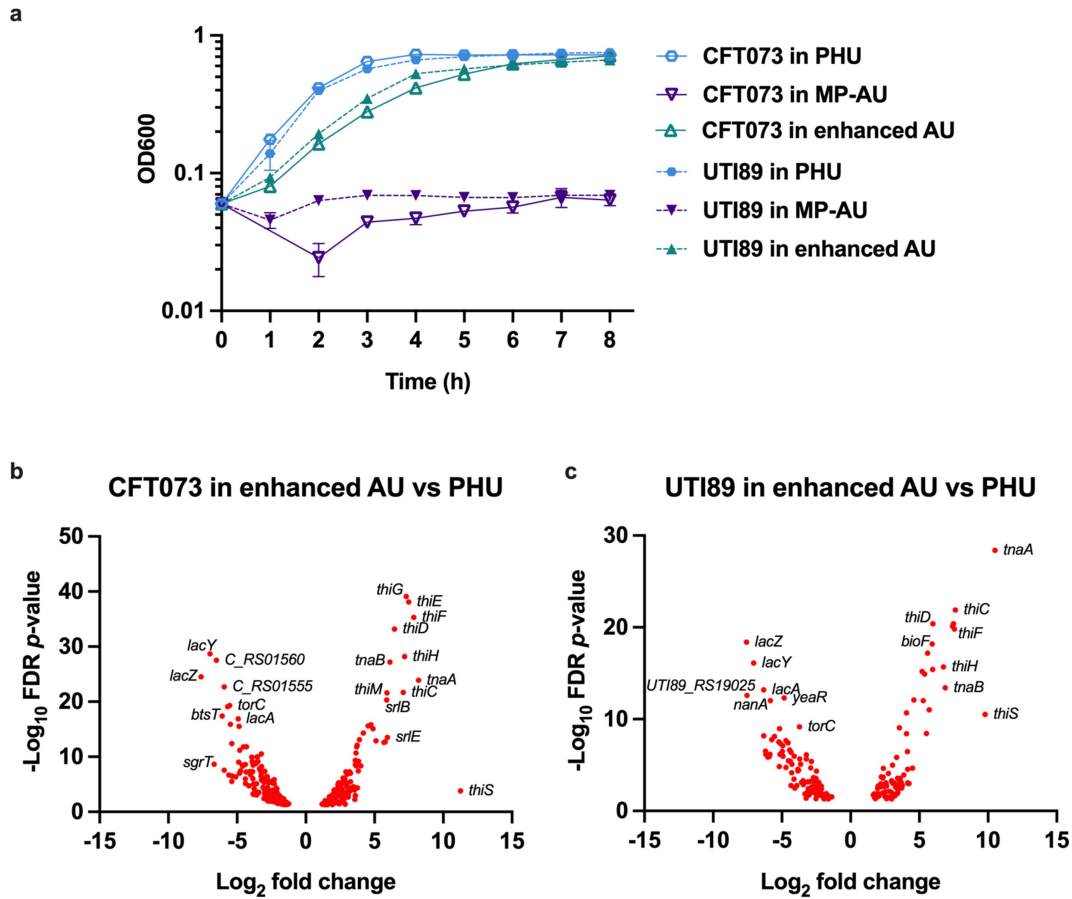 a
1
0.1
0.01
OD600
0 1 2 3 4 5 6 7 8
Time (h)
CFT073 in PHU
CFT073 in MP-AU
CFT073 in enhanced AU
UTI89 in PHU
UTI89 in MP-AU
UTI89 in enhanced AU
b
CFT073 in enhanced AU vs PHU
50
40
30
20
10
0
-Log10 FDR p-value
-15 -10 -5 0 5 10 15
Log2 fold change
thiG
thiE
thiF
thiD
lacY
C_RS01560
thiH
tnaB
lacZ
tnaA
C_RS01555
thiM
thiC
torC
srlB
btsT
lacA
srlE
sgrT
thiS
c
UTI89 in enhanced AU vs PHU
30
20
10
0
-Log10 FDR p-value
-15 -10 -5 0 5 10 15
Log2 fold change
tnaA
thiC
thiD
thiF
lacZ
bioF
lacY
thiH
UTI89_RS19025
lacA
tnaB
nanA
yeaR
thiS
torC